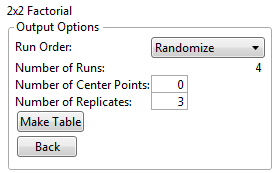 2x2 Factorial
Output Options
Run Order: Randomize
Number of Runs: 4
Number of Center Points: 0
Number of Replicates: 3
Make Table
Back